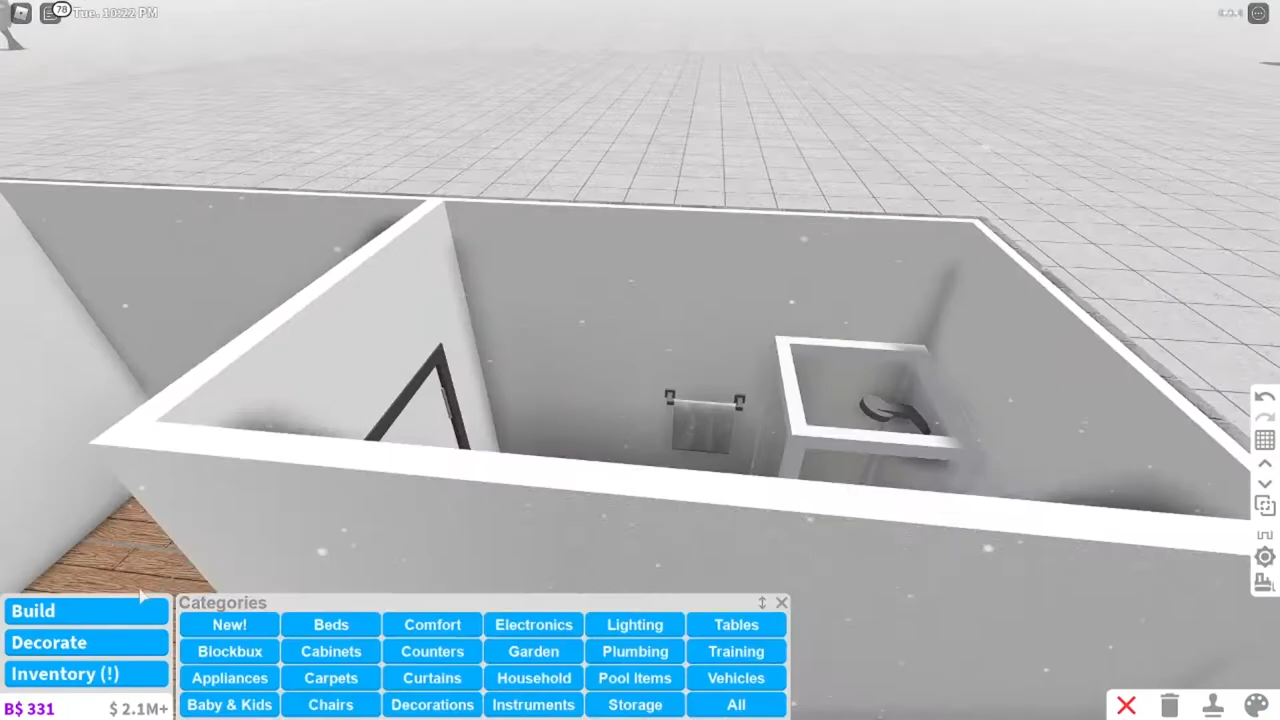 78
Tue. 10:22 PM
Build
Decorate
Inventory (!)
B$ 331
$ 2.1M+
Categories
New! Beds Comfort Electronics Lighting Tables
Blockbux Cabinets Counters Garden Plumbing Training
Appliances Carpets Curtains Household Pool Items Vehicles
Baby & Kids Chairs Decorations Instruments Storage All